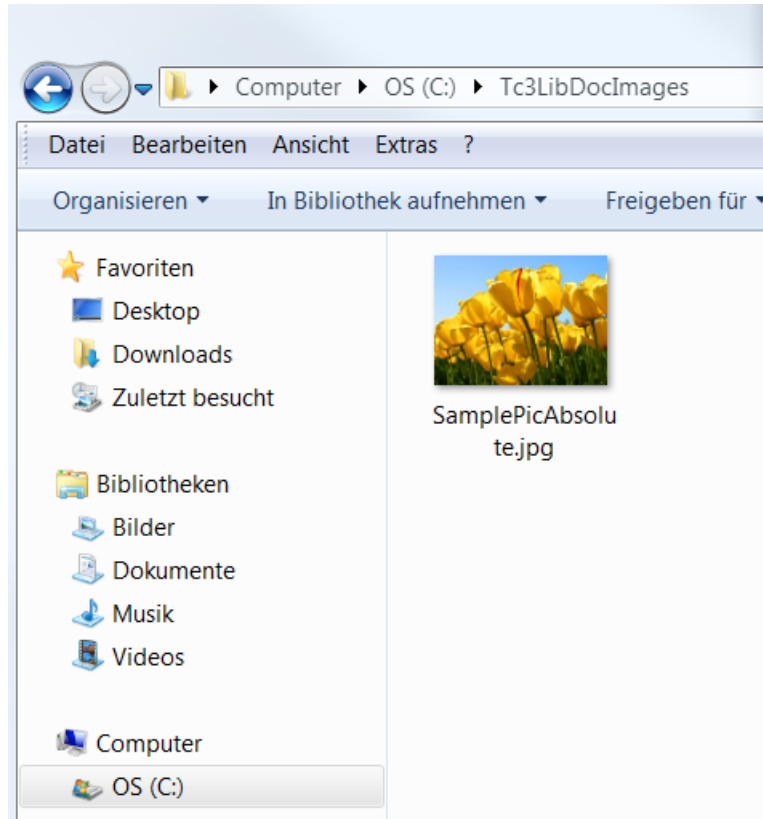 Computer OS (C:) Tc3LibDocImages
Datei Bearbeiten Ansicht Extras ?
Organisieren In Bibliothek aufnehmen Freigeben für
Favoriten
Desktop
Downloads
Zuletzt besucht
Bibliotheken
Bilder
Dokumente
Musik
Videos
Computer
OS (C:)
SamplePicAbsolu
te.jpg